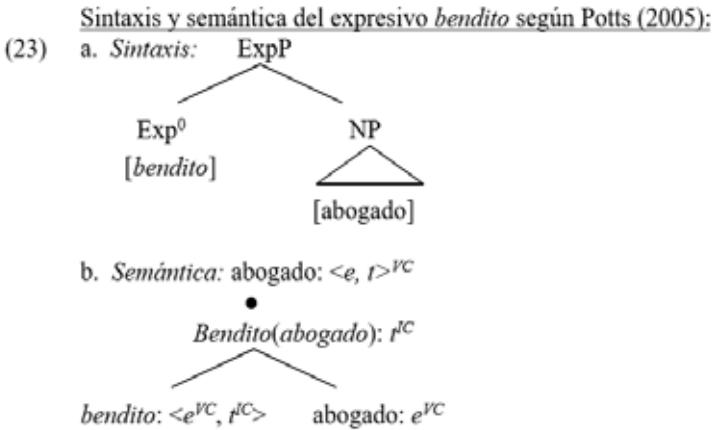 Sintaxis y semántica del expresivo bendito según Potts (2005):
(23) a. Sintaxis: ExpP
Exp⁰ NP
[bendito]
[abogado]
b. Semántica: abogado: <e, t>ⱽᶜ
●
Bendito(abogado): tᴵᶜ
bendito: <eⱽᶜ, tᴵᶜ> abogado: eⱽᶜ